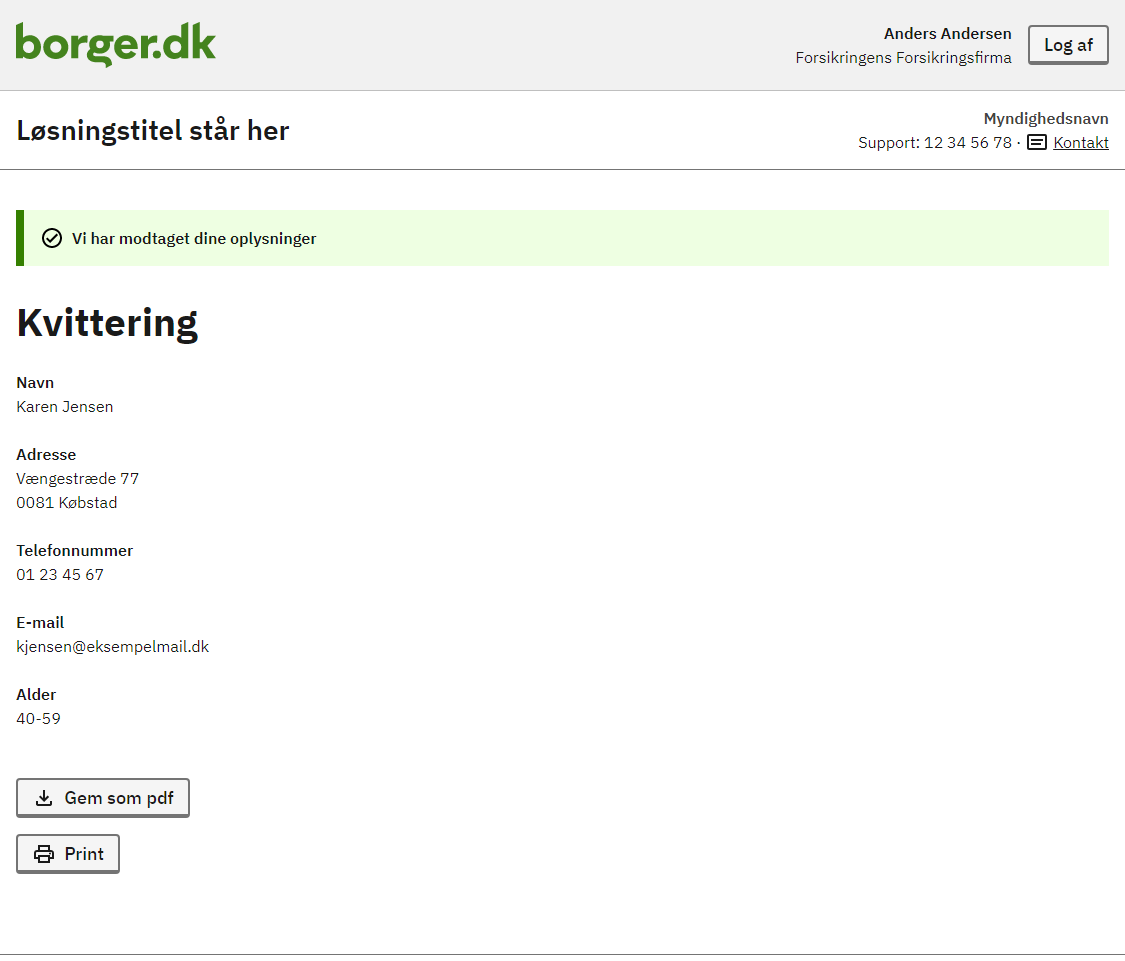 borger.dk
Anders Andersen
Forsikringens Forsikringsfirma
Log af
Løsningstitel står her
Myndighedsnavn
Support: 12 34 56 78 · Kontakt
Vi har modtaget dine oplysninger
Kvittering
Navn
Karen Jensen
Adresse
Vængestræde 77
0081 Købstad
Telefonnummer
01 23 45 67
E-mail
kjensen@eksempelmail.dk
Alder
40-59
Gem som pdf
Print